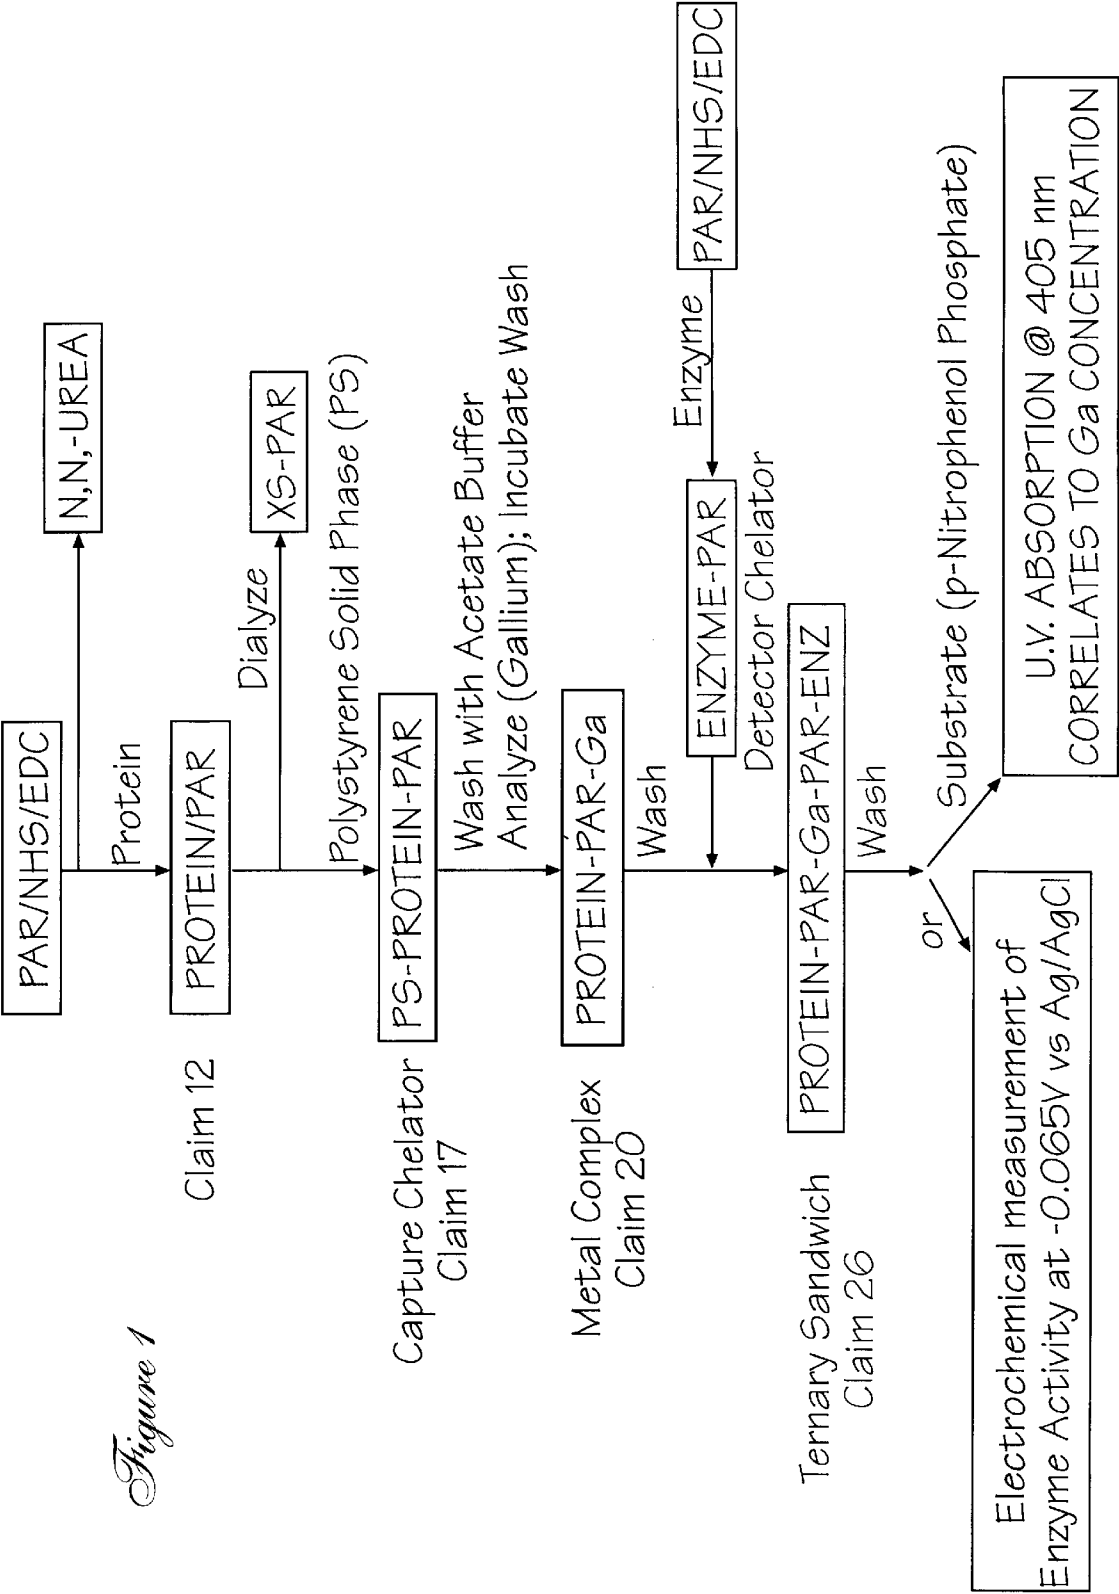 Figure 1
PAR/NHS/EDC
N,N,-UREA
Protein
Claim 12
PROTEIN/PAR
Dialyze
XS-PAR
Polystyrene Solid Phase (PS)
Capture Chelator
Claim 17
PS-PROTEIN-PAR
Wash with Acetate Buffer
Analyze (Gallium); Incubate Wash
Metal Complex
Claim 20
PROTEIN-PAR-Ga
Wash
ENZYME-PAR
Enzyme
PAR/NHS/EDC
Detector Chelator
Ternary Sandwich
Claim 26
PROTEIN-PAR-Ga-PAR-ENZ
Wash
or
Substrate (p-Nitrophenol Phosphate)
Electrochemical measurement of
Enzyme Activity at -0.065V vs Ag/AgCl
U.V. ABSORPTION @ 405 nm
CORRELATES TO Ga CONCENTRATION